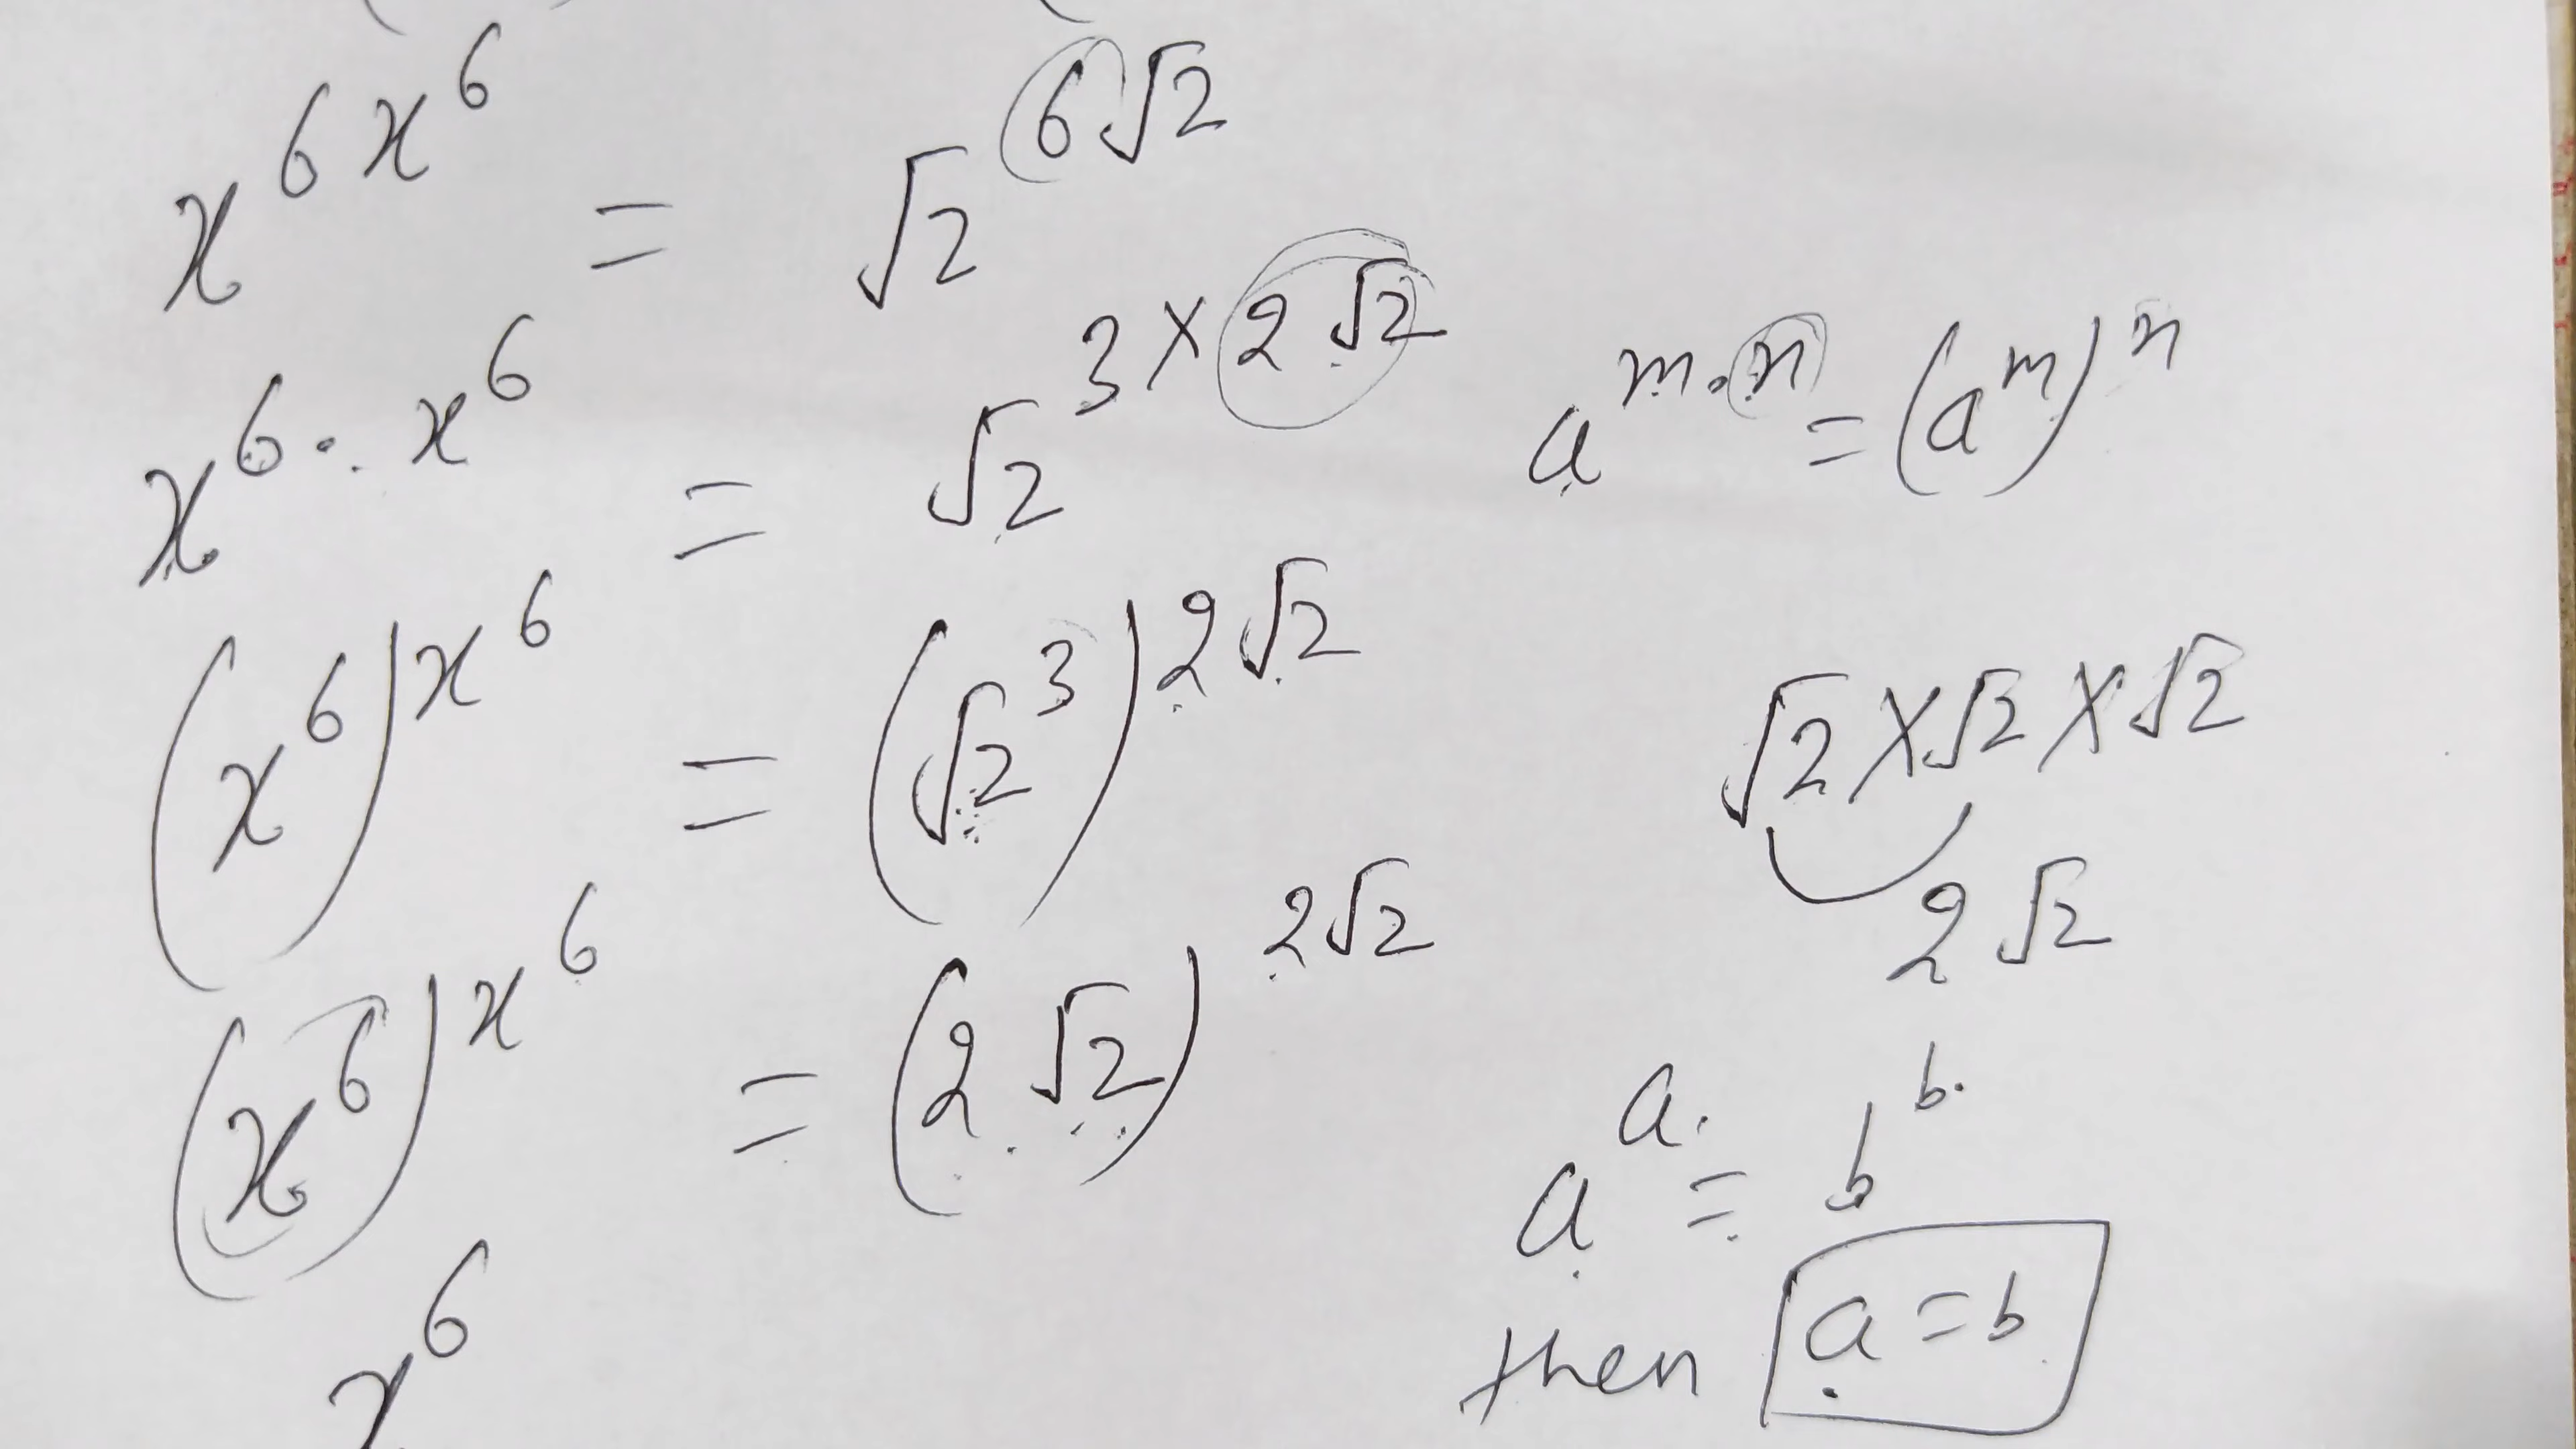 x^{6x^6} = √2^{6√2}
x^{6·x^6} = √2^{3×2√2}
a^{m·n} = (a^m)^n
(x^6)^{x^6} = (√2^3)^{2√2}
√2×√2×√2
2√2
(x^6)^{x^6} = (2√2)^{2√2}
a^a = b^b
then a=b
x^6